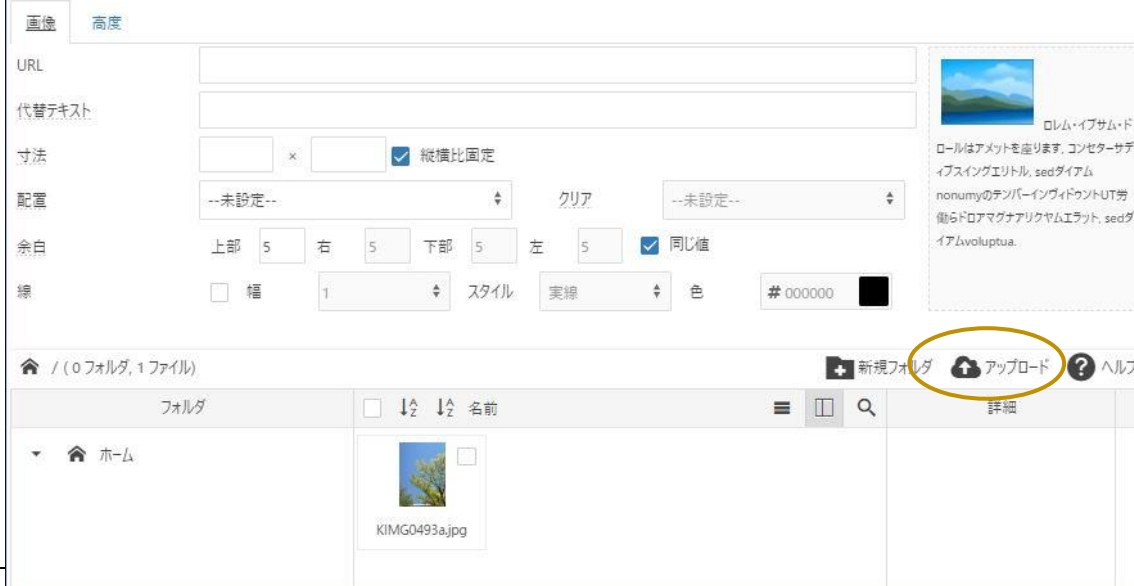 画像 高度
URL
代替テキスト
寸法 × 縦横比固定
配置 --未設定-- クリア --未設定--
余白 上部 5 右 5 下部 5 左 5 同じ値
線 幅 1 スタイル 実線 色 # 000000
ロレム・イプサム・ド
ロールはアメットを座ります, コンセターサデ
ィプスイングエリトル, sedダイアム
nonumyのテンパーインヴィドゥントUT労
働らドロアマグナアリクヤムエラット, sedダ
イアムvoluptua.
/ ( 0 フォルダ, 1 ファイル) 新規フォルダ アップロード ? ヘルプ
フォルダ 名前 詳細
ホーム
KIMG0493a.jpg